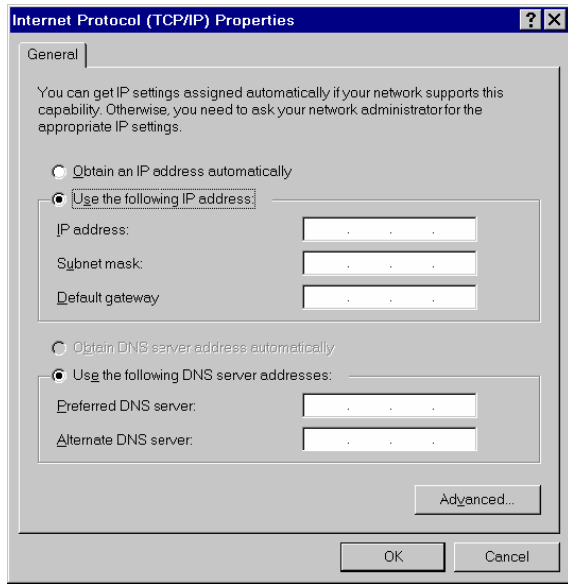 Internet Protocol (TCP/IP) Properties
General
You can get IP settings assigned automatically if your network supports this
capability. Otherwise, you need to ask your network administrator for the
appropriate IP settings.
Obtain an IP address automatically
Use the following IP address:
IP address:
Subnet mask:
Default gateway
Obtain DNS server address automatically
Use the following DNS server addresses:
Preferred DNS server:
Alternate DNS server:
Advanced...
OK Cancel